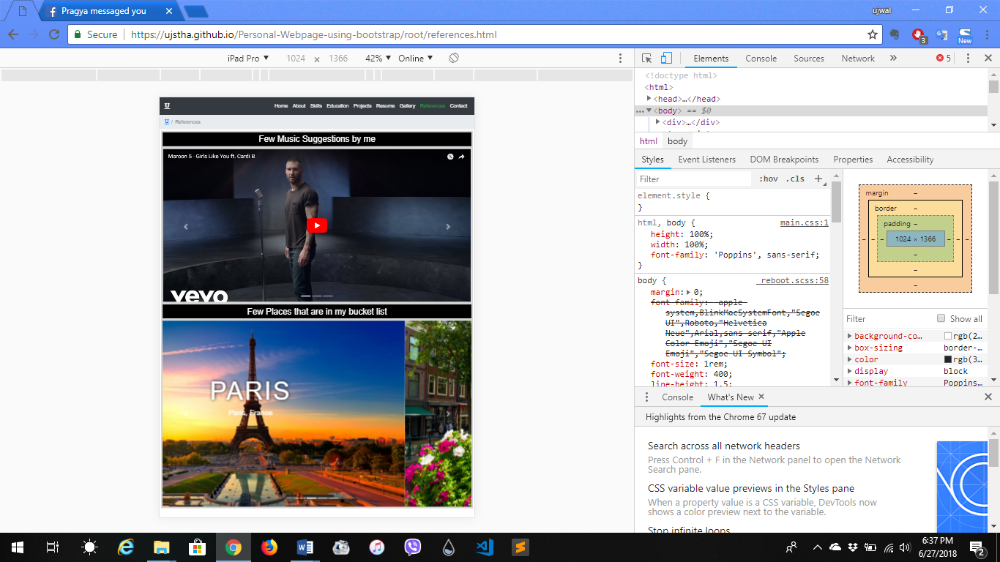 Pragya messaged you
ujwal
Secure https://ujstha.github.io/Personal-Webpage-using-bootstrap/root/references.html
3
New
iPad Pro ▼ 1024 × 1366 42% ▼ Online ▼
Elements Console Sources Network » 5
<!doctype html>
<html>
<head>…</head>
<body> == $0
<div>…</div>
html body
Styles Event Listeners DOM Breakpoints Properties Accessibility
Filter :hov .cls +
element.style {
}
html, body { main.css:1
height: 100%;
width: 100%;
font-family: 'Poppins', sans-serif;
}
body { _reboot.scss:58
margin: 0;
font-family: -apple-
system,BlinkMacSystemFont,"Segoe
UI",Roboto,"Helvetica
Neue",Arial,sans-serif,"Apple
Color Emoji","Segoe UI
Emoji","Segoe UI Symbol";
font-size: 1rem;
font-weight: 400;
line-height: 1.5;
margin –
border –
padding –
– – – 1024 × 1366 – – –
–
–
–
Filter Show all
background-co… rgb(2…
box-sizing border-…
color rgb(3…
display block
font-family Poppins…
Console What's New
Highlights from the Chrome 67 update
Search across all network headers
Press Control + F in the Network panel to open the Network
Search pane.
CSS variable value previews in the Styles pane
When a property value is a CSS variable, DevTools now
shows a color preview next to the variable.
Stop infinite loops
U Home About Skills Education Projects Resume Gallery References Contact
U / References
Few Music Suggestions by me
Maroon 5 - Girls Like You ft. Cardi B
vevo
Few Places that are in my bucket list
PARIS
Paris, France
6:37 PM
6/27/2018
2